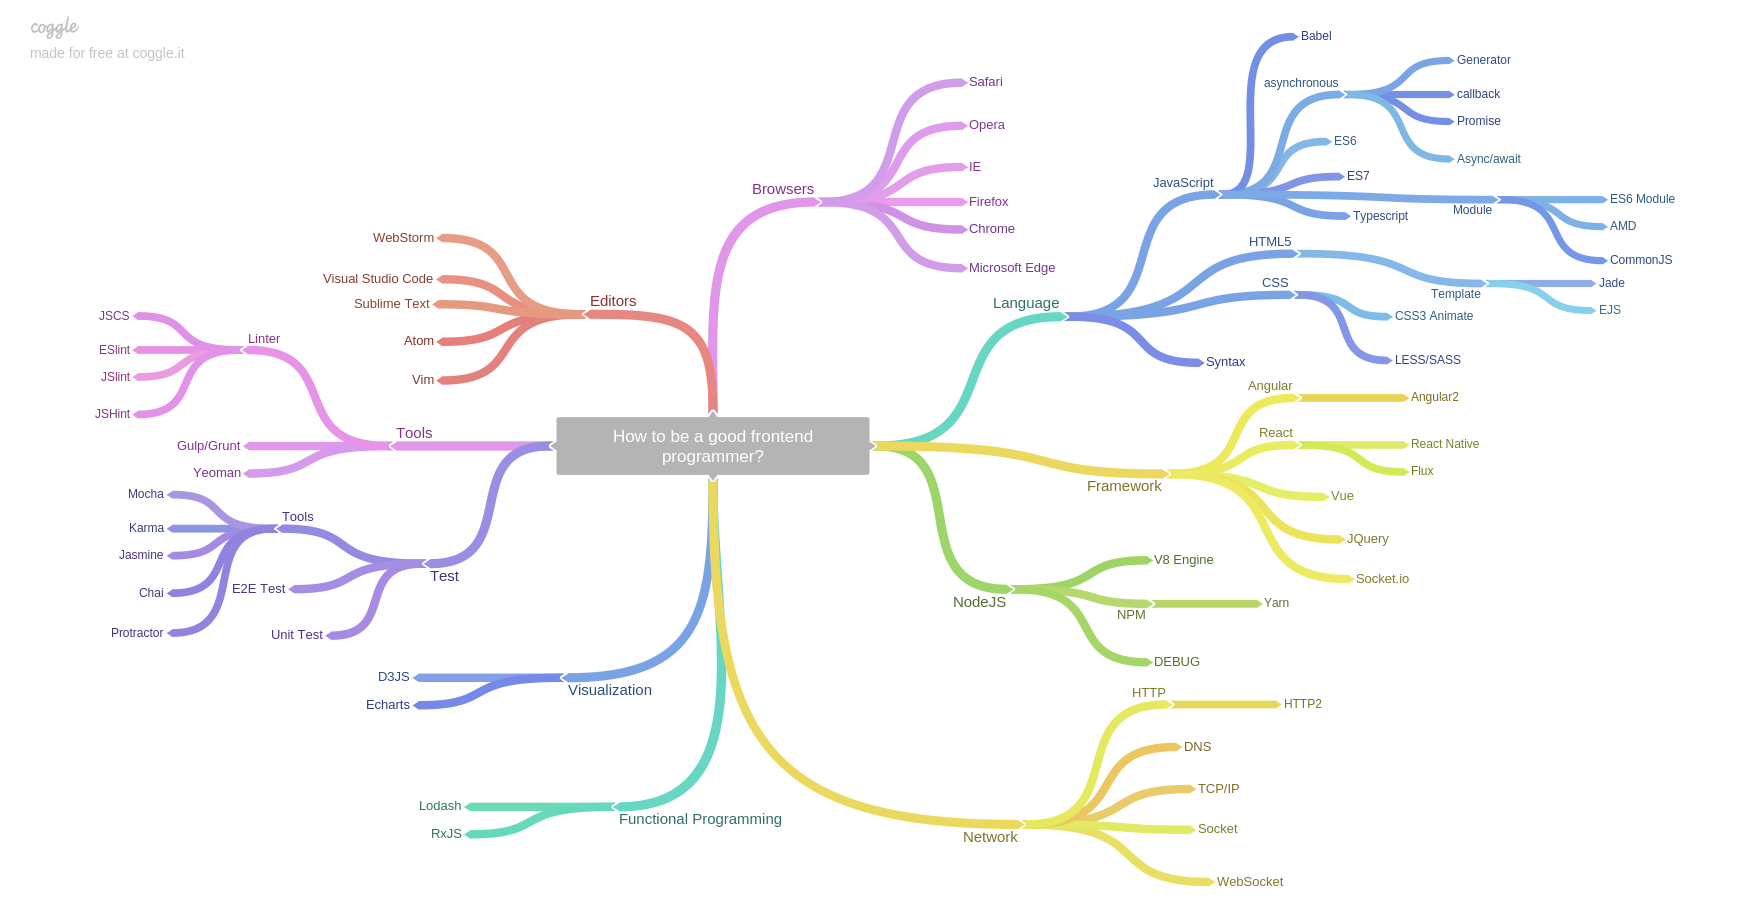 coggle
made for free at coggle.it
How to be a good frontend
programmer?
Browsers
Safari
Opera
IE
Firefox
Chrome
Microsoft Edge
Language
JavaScript
Babel
asynchronous
Generator
callback
Promise
Async/await
ES6
ES7
Module
ES6 Module
AMD
CommonJS
Typescript
HTML5
Template
Jade
EJS
CSS
CSS3 Animate
LESS/SASS
Syntax
Framework
Angular
Angular2
React
React Native
Flux
Vue
JQuery
Socket.io
NodeJS
V8 Engine
NPM
Yarn
DEBUG
Network
HTTP
HTTP2
DNS
TCP/IP
Socket
WebSocket
Editors
WebStorm
Visual Studio Code
Sublime Text
Atom
Vim
Tools
Linter
JSCS
ESlint
JSlint
JSHint
Gulp/Grunt
Yeoman
Test
Tools
Mocha
Karma
Jasmine
Chai
Protractor
E2E Test
Unit Test
Visualization
D3JS
Echarts
Functional Programming
Lodash
RxJS